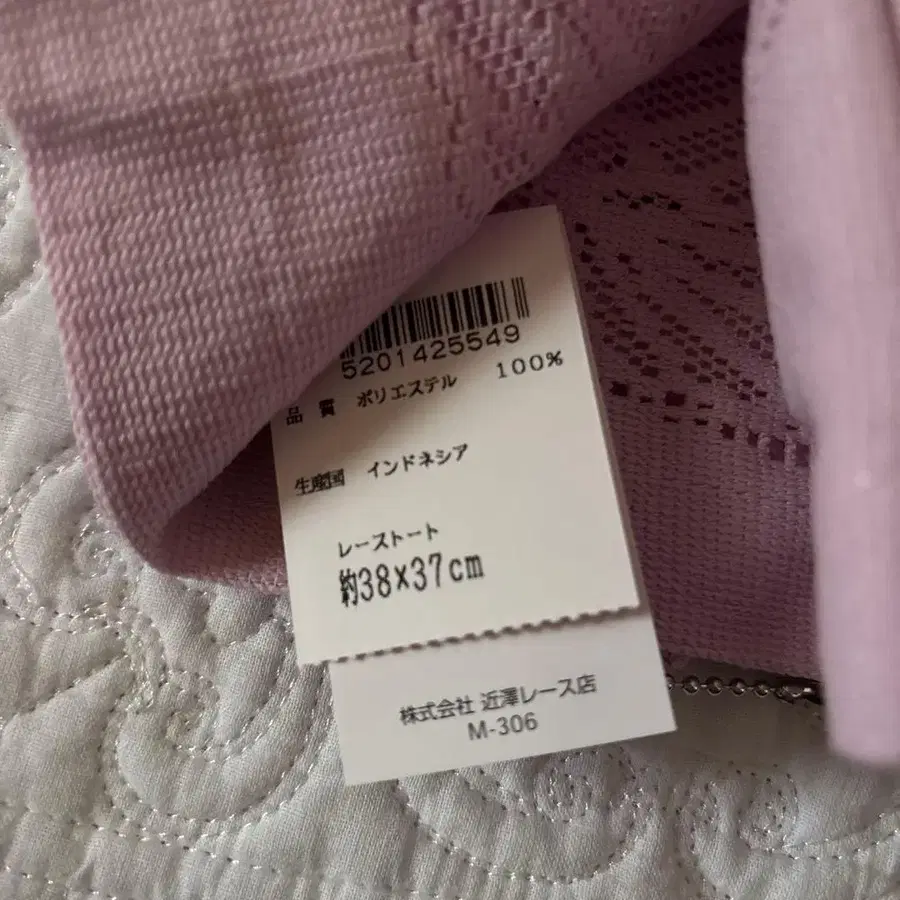 5201425549
品 質 ポリエステル 100%
生産国 インドネシア
レーストート
約38×37cm
株式会社 近澤レース店
M-306